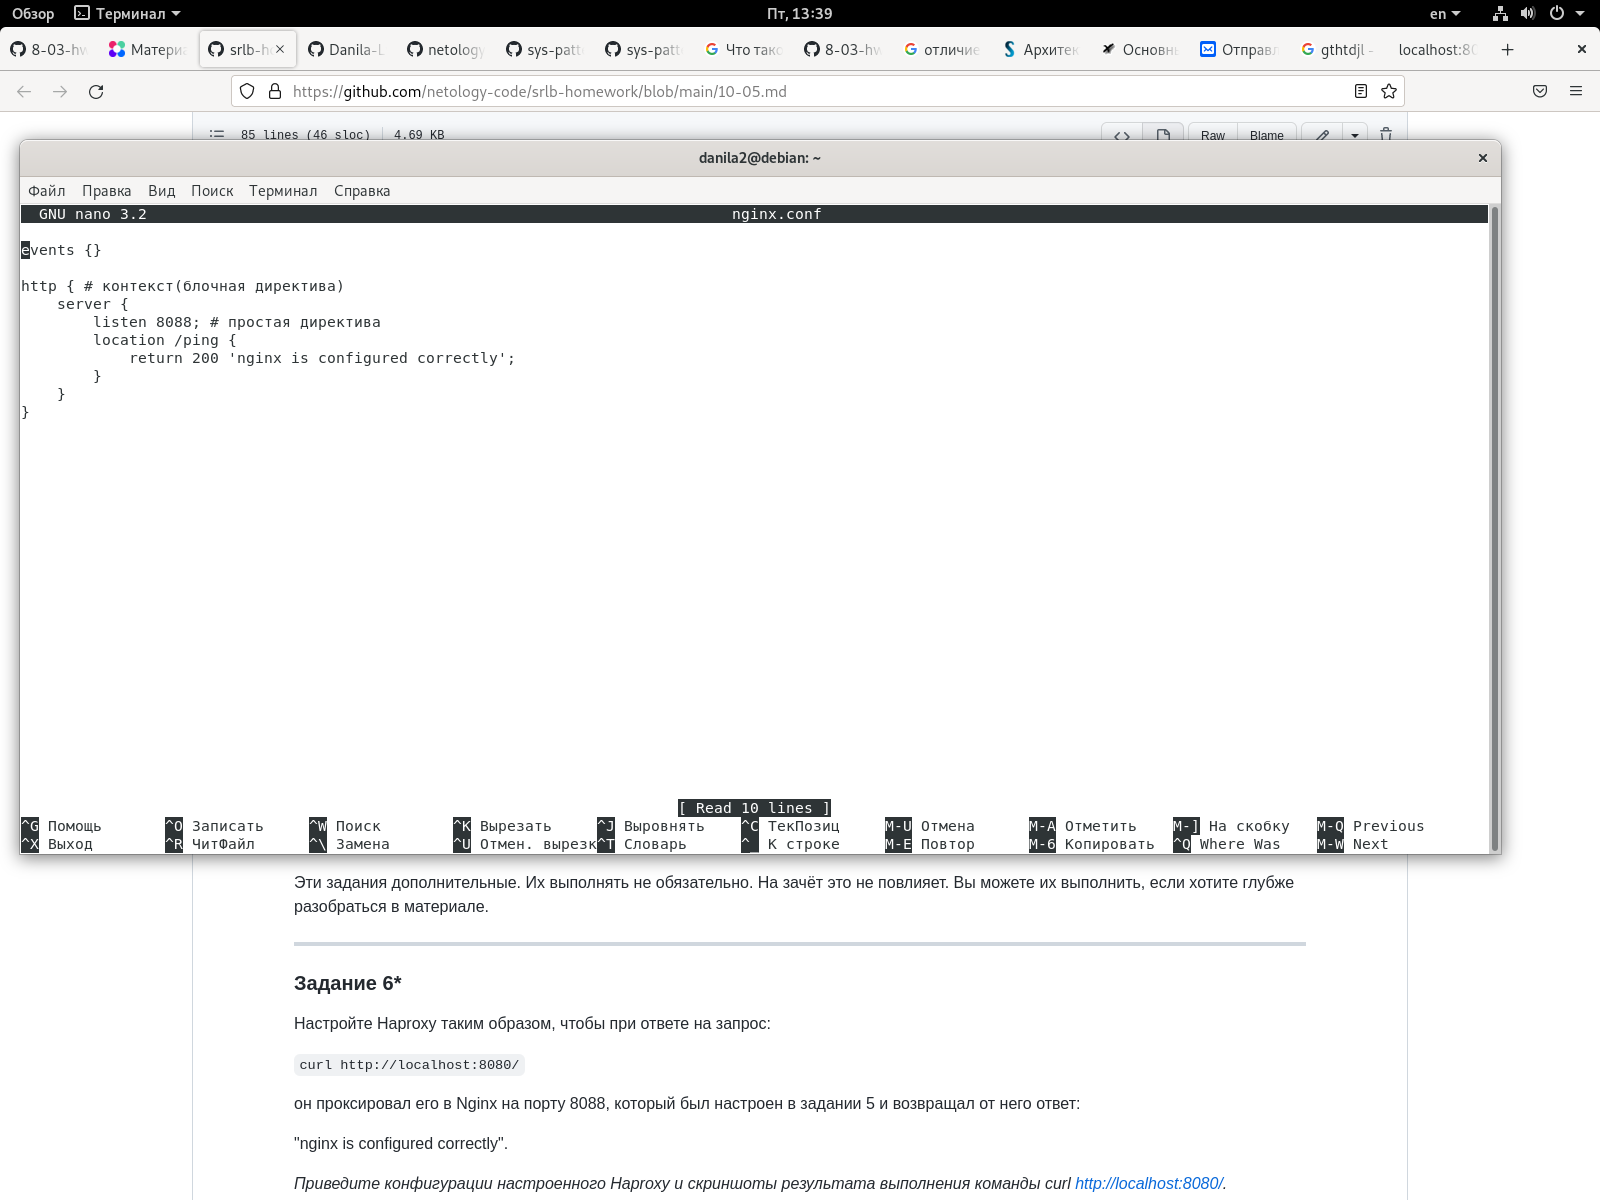 Обзор Терминал Пт, 13:39 en
8-03-hw Матери srlb-h Danila-L netology sys-patt sys-patt Что тако 8-03-hw отличие Архитек Основн Отправ gthtdjl - localhost:80
https://github.com/netology-code/srlb-homework/blob/main/10-05.md
85 lines (46 sloc) 4.69 KB Raw Blame
danila2@debian: ~
Файл Правка Вид Поиск Терминал Справка
GNU nano 3.2 nginx.conf
events {}
http { # контекст(блочная директива)
server {
listen 8088; # простая директива
location /ping {
return 200 'nginx is configured correctly';
}
}
}
[ Read 10 lines ]
^G Помощь ^O Записать ^W Поиск ^K Вырезать ^J Выровнять ^C ТекПозиц M-U Отмена M-A Отметить M-] На скобку M-Q Previous
^X Выход ^R ЧитФайл ^\ Замена ^U Отмен. вырезк ^T Словарь ^_ К строке M-E Повтор M-6 Копировать ^Q Where Was M-W Next
Эти задания дополнительные. Их выполнять не обязательно. На зачёт это не повлияет. Вы можете их выполнить, если хотите глубже
разобраться в материале.
Задание 6*
Настройте Haproxy таким образом, чтобы при ответе на запрос:
curl http://localhost:8080/
он проксировал его в Nginx на порту 8088, который был настроен в задании 5 и возвращал от него ответ:
"nginx is configured correctly".
Приведите конфигурации настроенного Haproxy и скриншоты результата выполнения команды curl http://localhost:8080/.